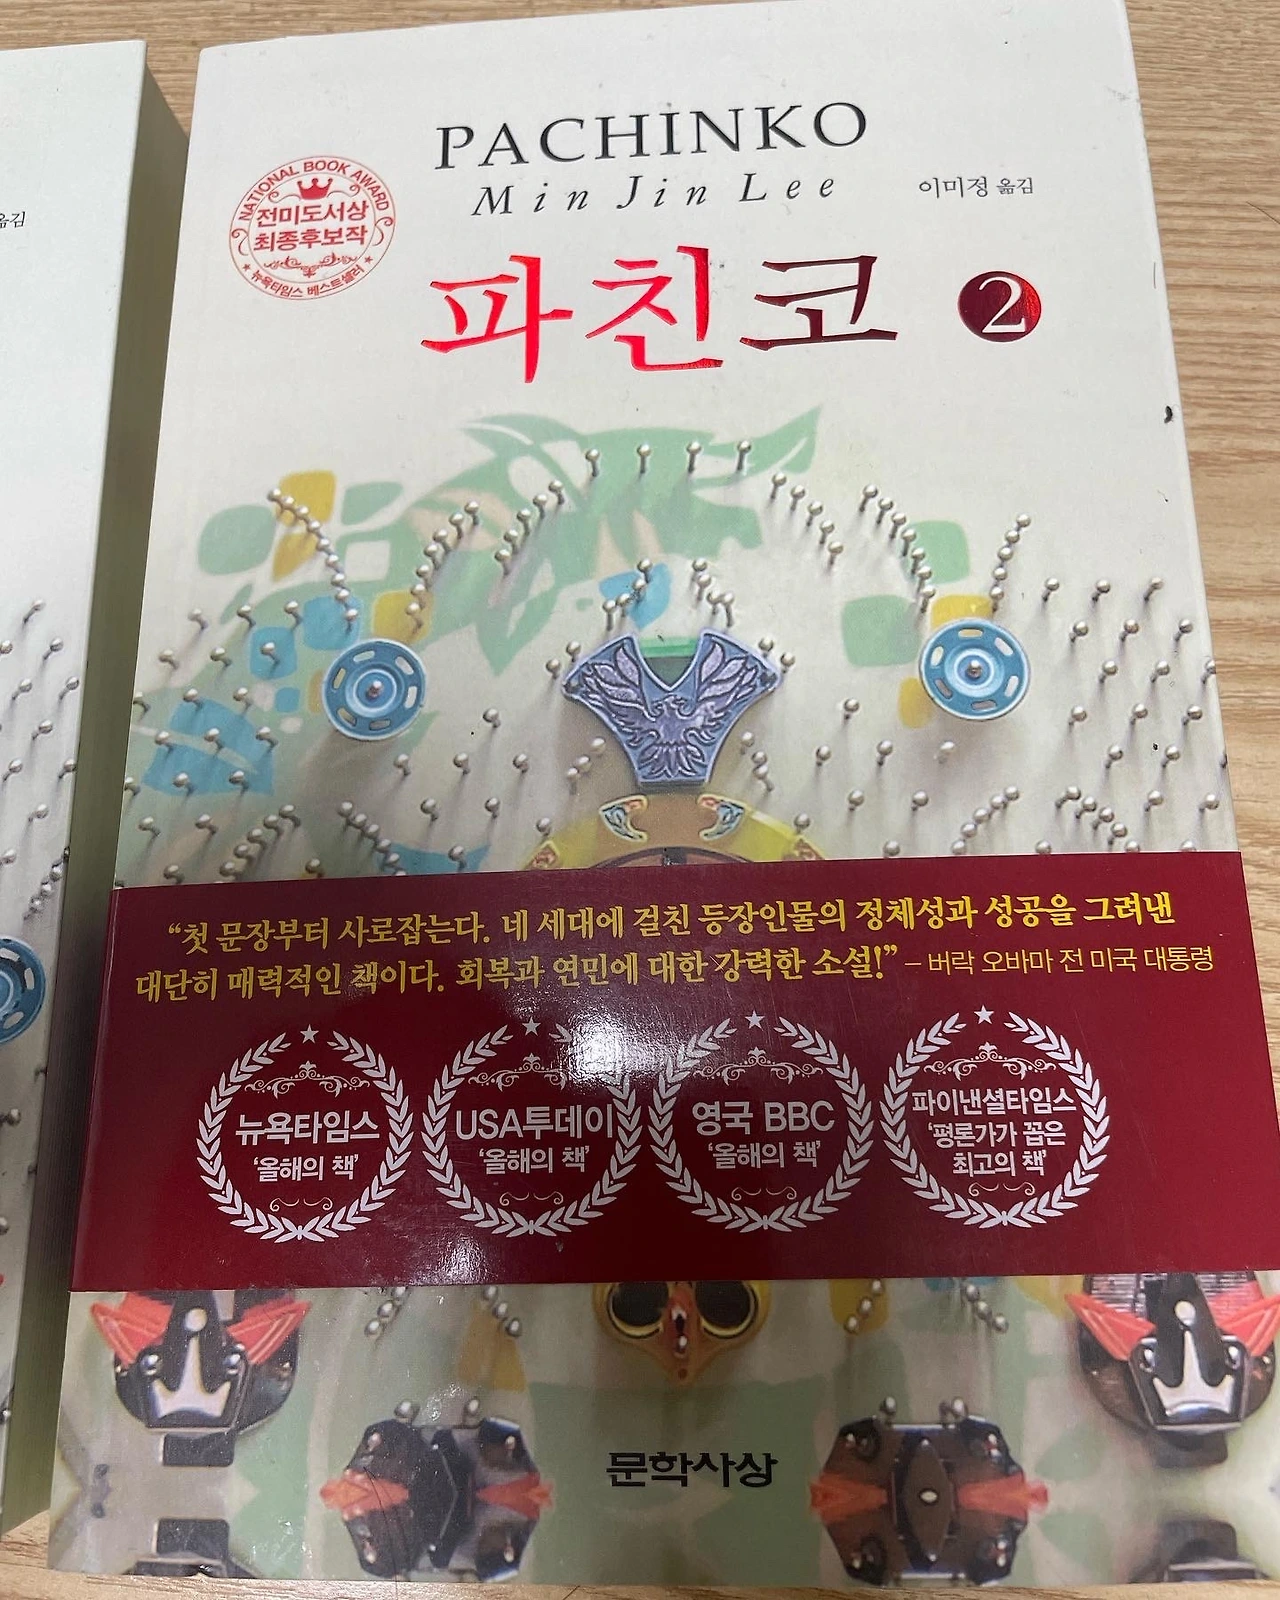 옮김
PACHINKO
Min Jin Lee
이미정 옮김
NATIONAL BOOK AWARD
전미도서상
최종후보작
뉴욕타임스 베스트셀러
파친코 2
“첫 문장부터 사로잡는다. 네 세대에 걸친 등장인물의 정체성과 성공을 그려낸
대단히 매력적인 책이다. 회복과 연민에 대한 강력한 소설!” – 버락 오바마 전 미국 대통령
뉴욕타임스
‘올해의 책’
USA투데이
‘올해의 책’
영국 BBC
‘올해의 책’
파이낸셜타임스
‘평론가가 꼽은
최고의 책’
문학사상